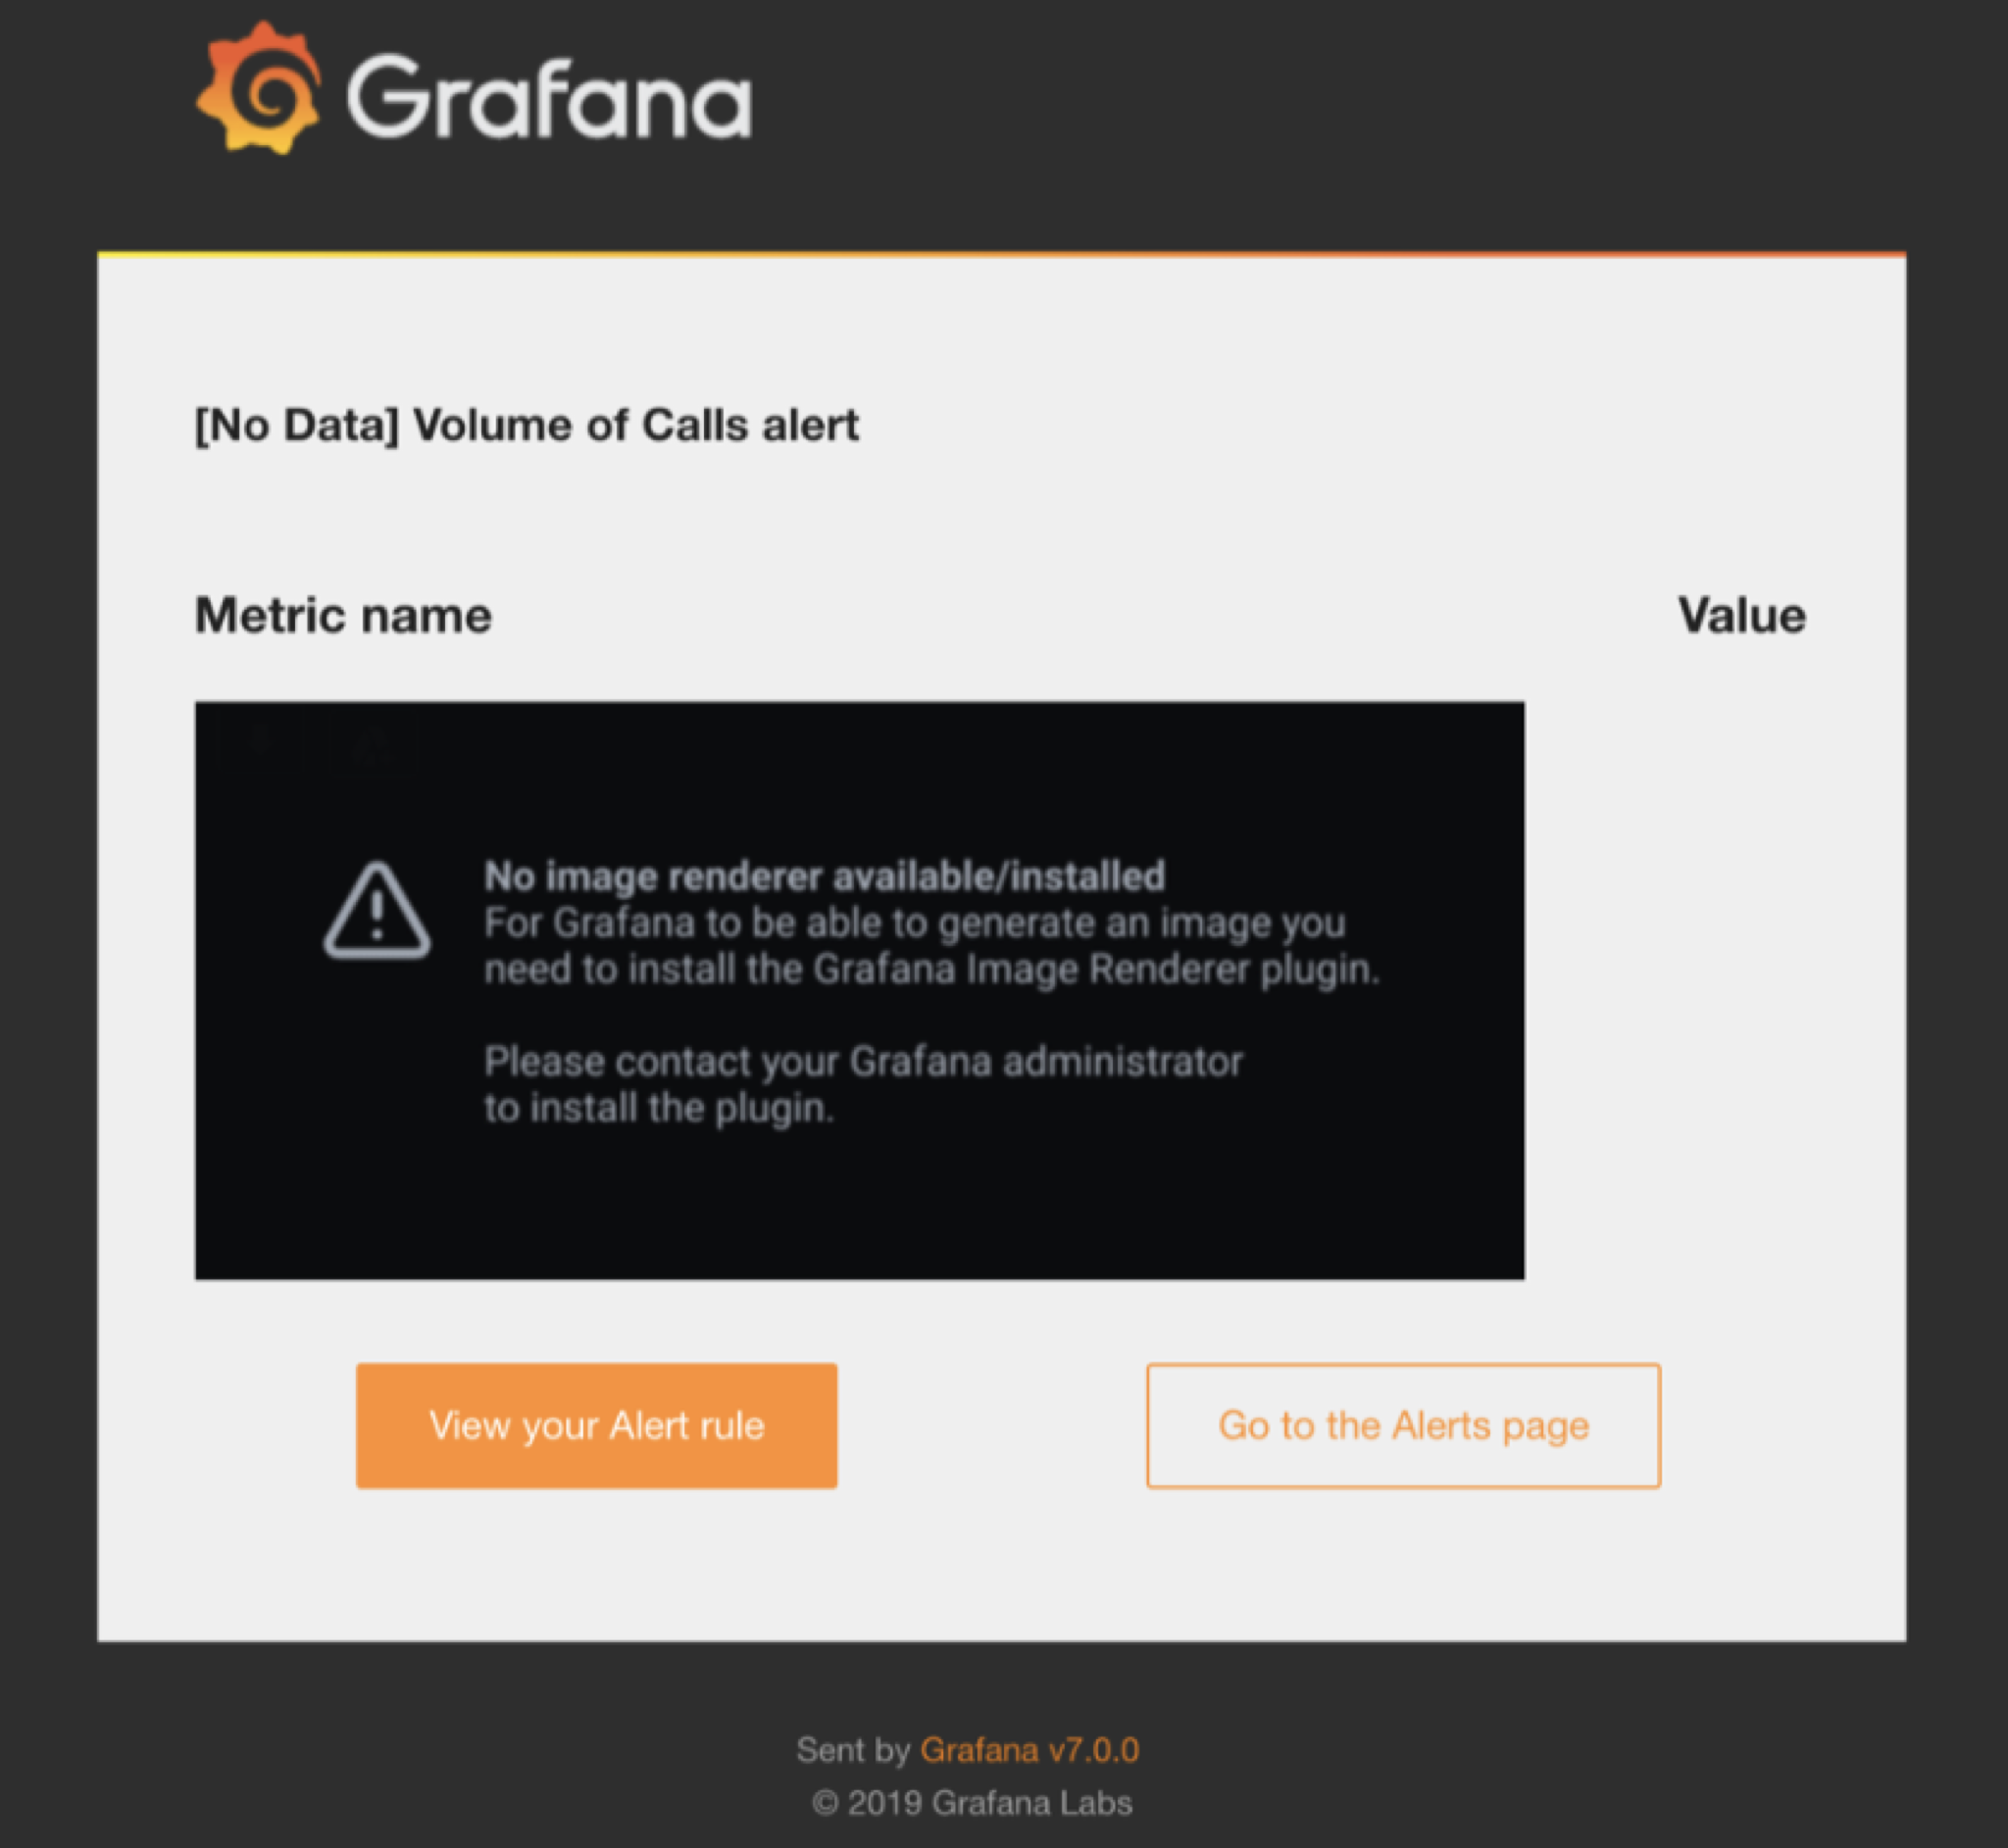 Grafana
[No Data] Volume of Calls alert
Metric name Value
No image renderer available/installed
For Grafana to be able to generate an image you
need to install the Grafana Image Renderer plugin.
Please contact your Grafana administrator
to install the plugin.
View your Alert rule Go to the Alerts page
Sent by Grafana v7.0.0
© 2019 Grafana Labs